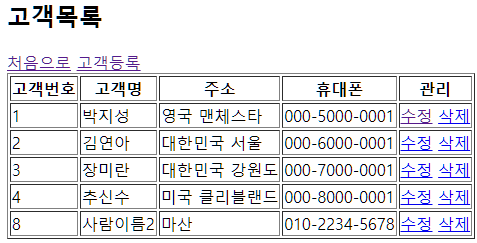 고객목록
처음으로 고객등록
고객번호 고객명 주소 휴대폰 관리
1 박지성 영국 맨체스타 000-5000-0001 수정 삭제
2 김연아 대한민국 서울 000-6000-0001 수정 삭제
3 장미란 대한민국 강원도 000-7000-0001 수정 삭제
4 추신수 미국 클리블랜드 000-8000-0001 수정 삭제
8 사람이름2 마산 010-2234-5678 수정 삭제